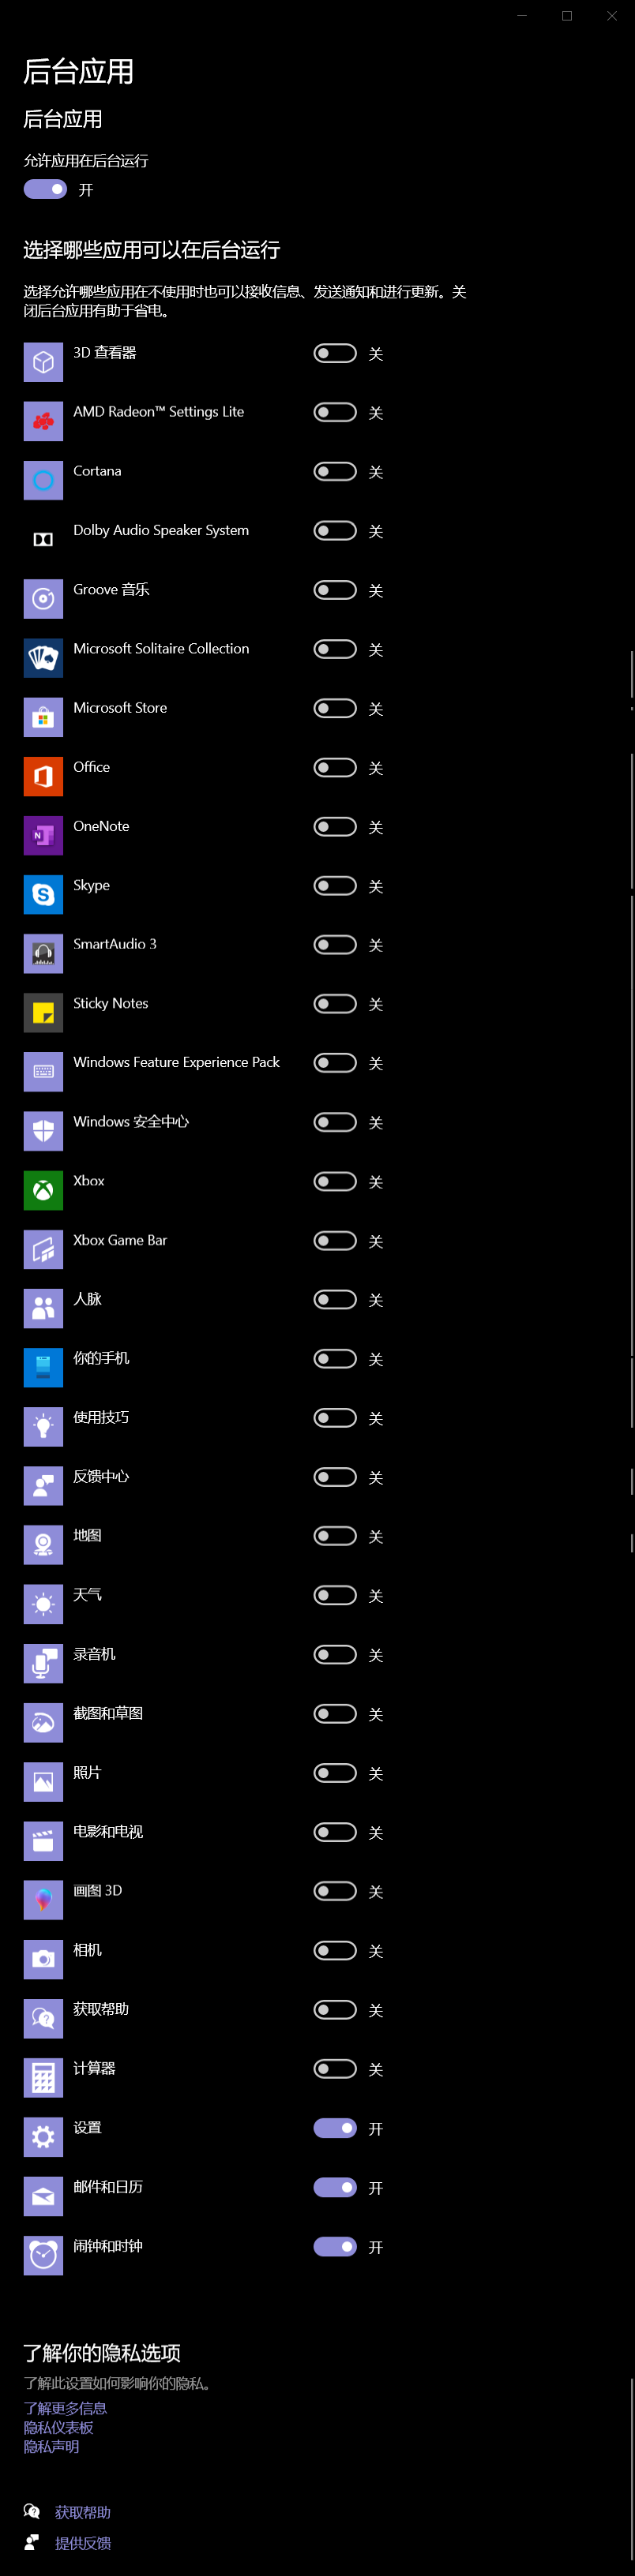 后台应用
后台应用
允许应用在后台运行
开
选择哪些应用可以在后台运行
选择允许哪些应用在不使用时也可以接收信息、发送通知和进行更新。关
闭后台应用有助于省电。
3D 查看器 关
AMD Radeon™ Settings Lite 关
Cortana 关
Dolby Audio Speaker System 关
Groove 音乐 关
Microsoft Solitaire Collection 关
Microsoft Store 关
Office 关
OneNote 关
Skype 关
SmartAudio 3 关
Sticky Notes 关
Windows Feature Experience Pack 关
Windows 安全中心 关
Xbox 关
Xbox Game Bar 关
人脉 关
你的手机 关
使用技巧 关
反馈中心 关
地图 关
天气 关
录音机 关
截图和草图 关
照片 关
电影和电视 关
画图 3D 关
相机 关
获取帮助 关
计算器 关
设置 开
邮件和日历 开
闹钟和时钟 开
了解你的隐私选项
了解此设置如何影响你的隐私。
了解更多信息
隐私仪表板
隐私声明
获取帮助
提供反馈